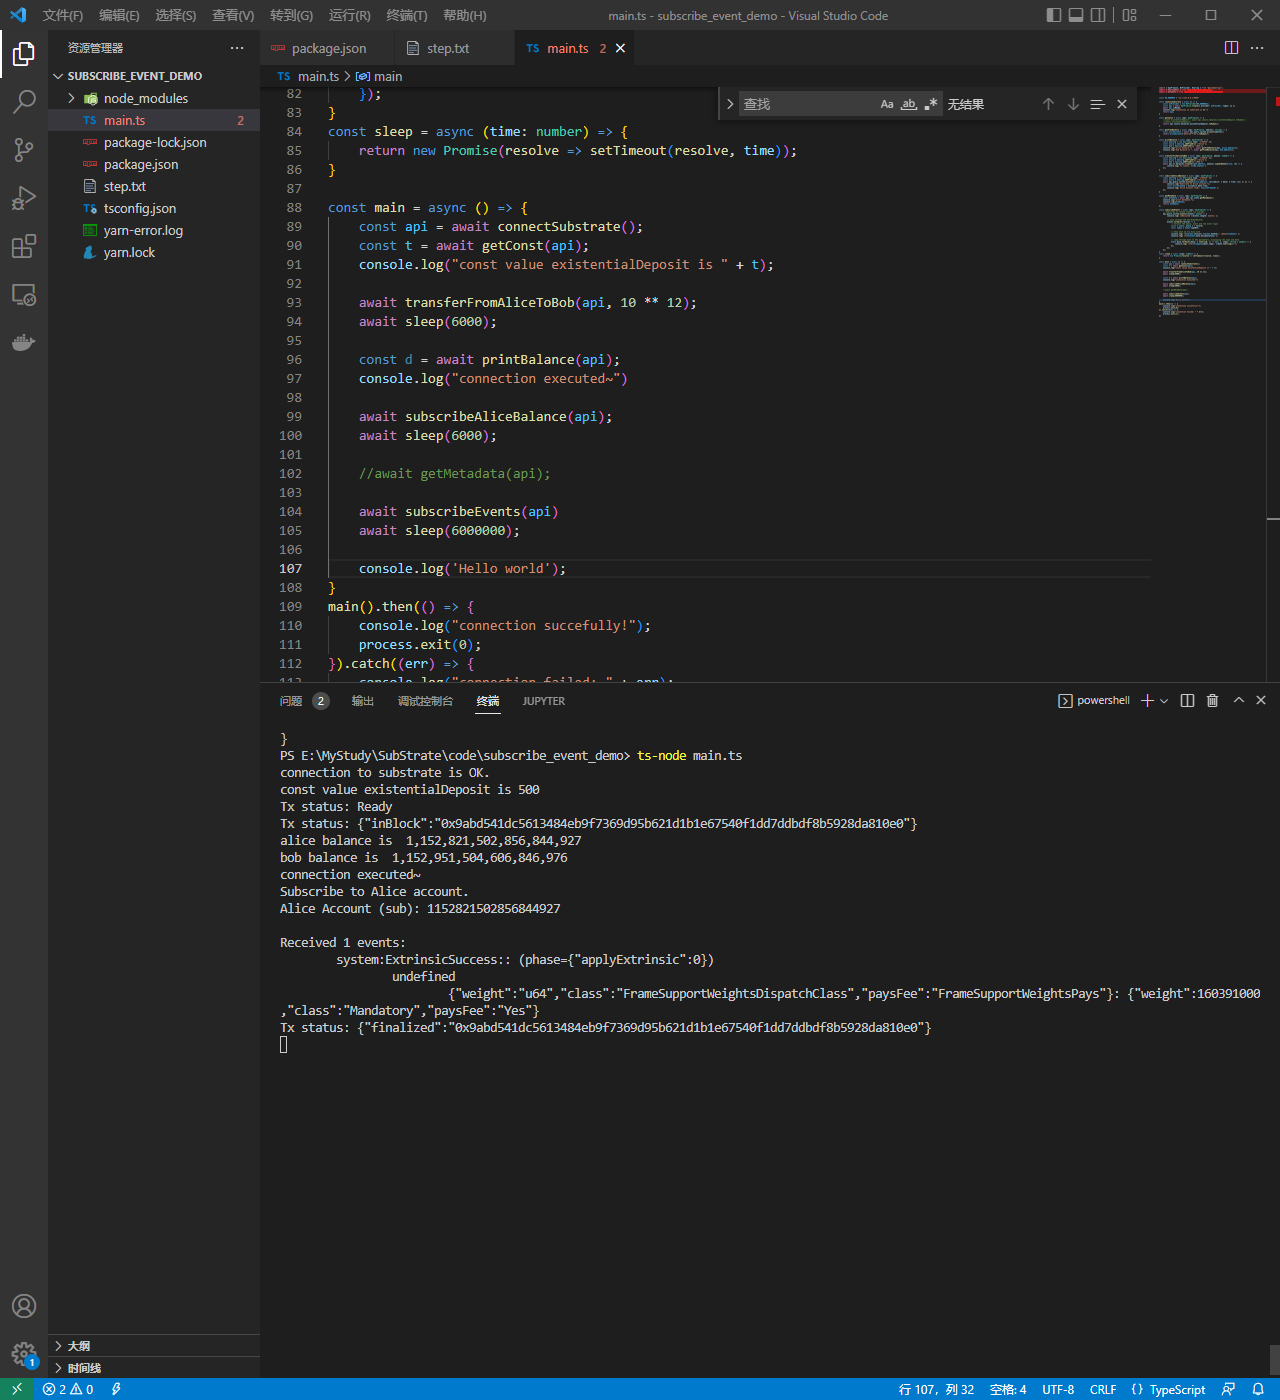 文件(F) 编辑(E) 选择(S) 查看(V) 转到(G) 运行(R) 终端(T) 帮助(H) main.ts - subscribe_event_demo - Visual Studio Code
资源管理器
SUBSCRIBE_EVENT_DEMO
node_modules
main.ts 2
package-lock.json
package.json
step.txt
tsconfig.json
yarn-error.log
yarn.lock
大纲
时间线
package.json step.txt main.ts 2
main.ts > main
查找 Aa ab .* 无结果
82 });
83 }
84 const sleep = async (time: number) => {
85 return new Promise(resolve => setTimeout(resolve, time));
86 }
87
88 const main = async () => {
89 const api = await connectSubstrate();
90 const t = await getConst(api);
91 console.log("const value existentialDeposit is " + t);
92
93 await transferFromAliceToBob(api, 10 ** 12);
94 await sleep(6000);
95
96 const d = await printBalance(api);
97 console.log("connection executed~")
98
99 await subscribeAliceBalance(api);
100 await sleep(6000);
101
102 //await getMetadata(api);
103
104 await subscribeEvents(api)
105 await sleep(6000000);
106
107 console.log('Hello world');
108 }
109 main().then(() => {
110 console.log("connection succefully!");
111 process.exit(0);
112 }).catch((err) => {
问题 2 输出 调试控制台 终端 JUPYTER powershell
}
PS E:\MyStudy\SubStrate\code\subscribe_event_demo> ts-node main.ts
connection to substrate is OK.
const value existentialDeposit is 500
Tx status: Ready
Tx status: {"inBlock":"0x9abd541dc5613484eb9f7369d95b621d1b1e67540f1dd7ddbdf8b5928da810e0"}
alice balance is 1,152,821,502,856,844,927
bob balance is 1,152,951,504,606,846,976
connection executed~
Subscribe to Alice account.
Alice Account (sub): 1152821502856844927
Received 1 events:
system:ExtrinsicSuccess:: (phase={"applyExtrinsic":0})
undefined
{"weight":"u64","class":"FrameSupportWeightsDispatchClass","paysFee":"FrameSupportWeightsPays"}: {"weight":160391000
,"class":"Mandatory","paysFee":"Yes"}
Tx status: {"finalized":"0x9abd541dc5613484eb9f7369d95b621d1b1e67540f1dd7ddbdf8b5928da810e0"}
1
2 0 行 107, 列 32 空格: 4 UTF-8 CRLF {} TypeScript